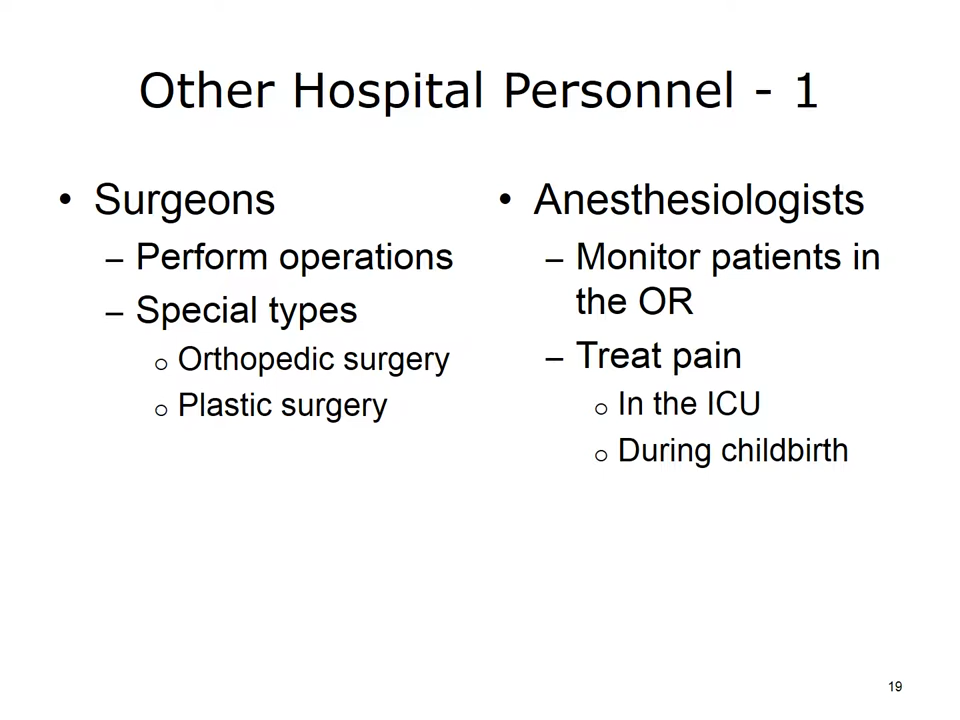 Other Hospital Personnel - 1
• Surgeons
– Perform operations
– Special types
o Orthopedic surgery
o Plastic surgery
• Anesthesiologists
– Monitor patients in
the OR
– Treat pain
o In the ICU
o During childbirth
19